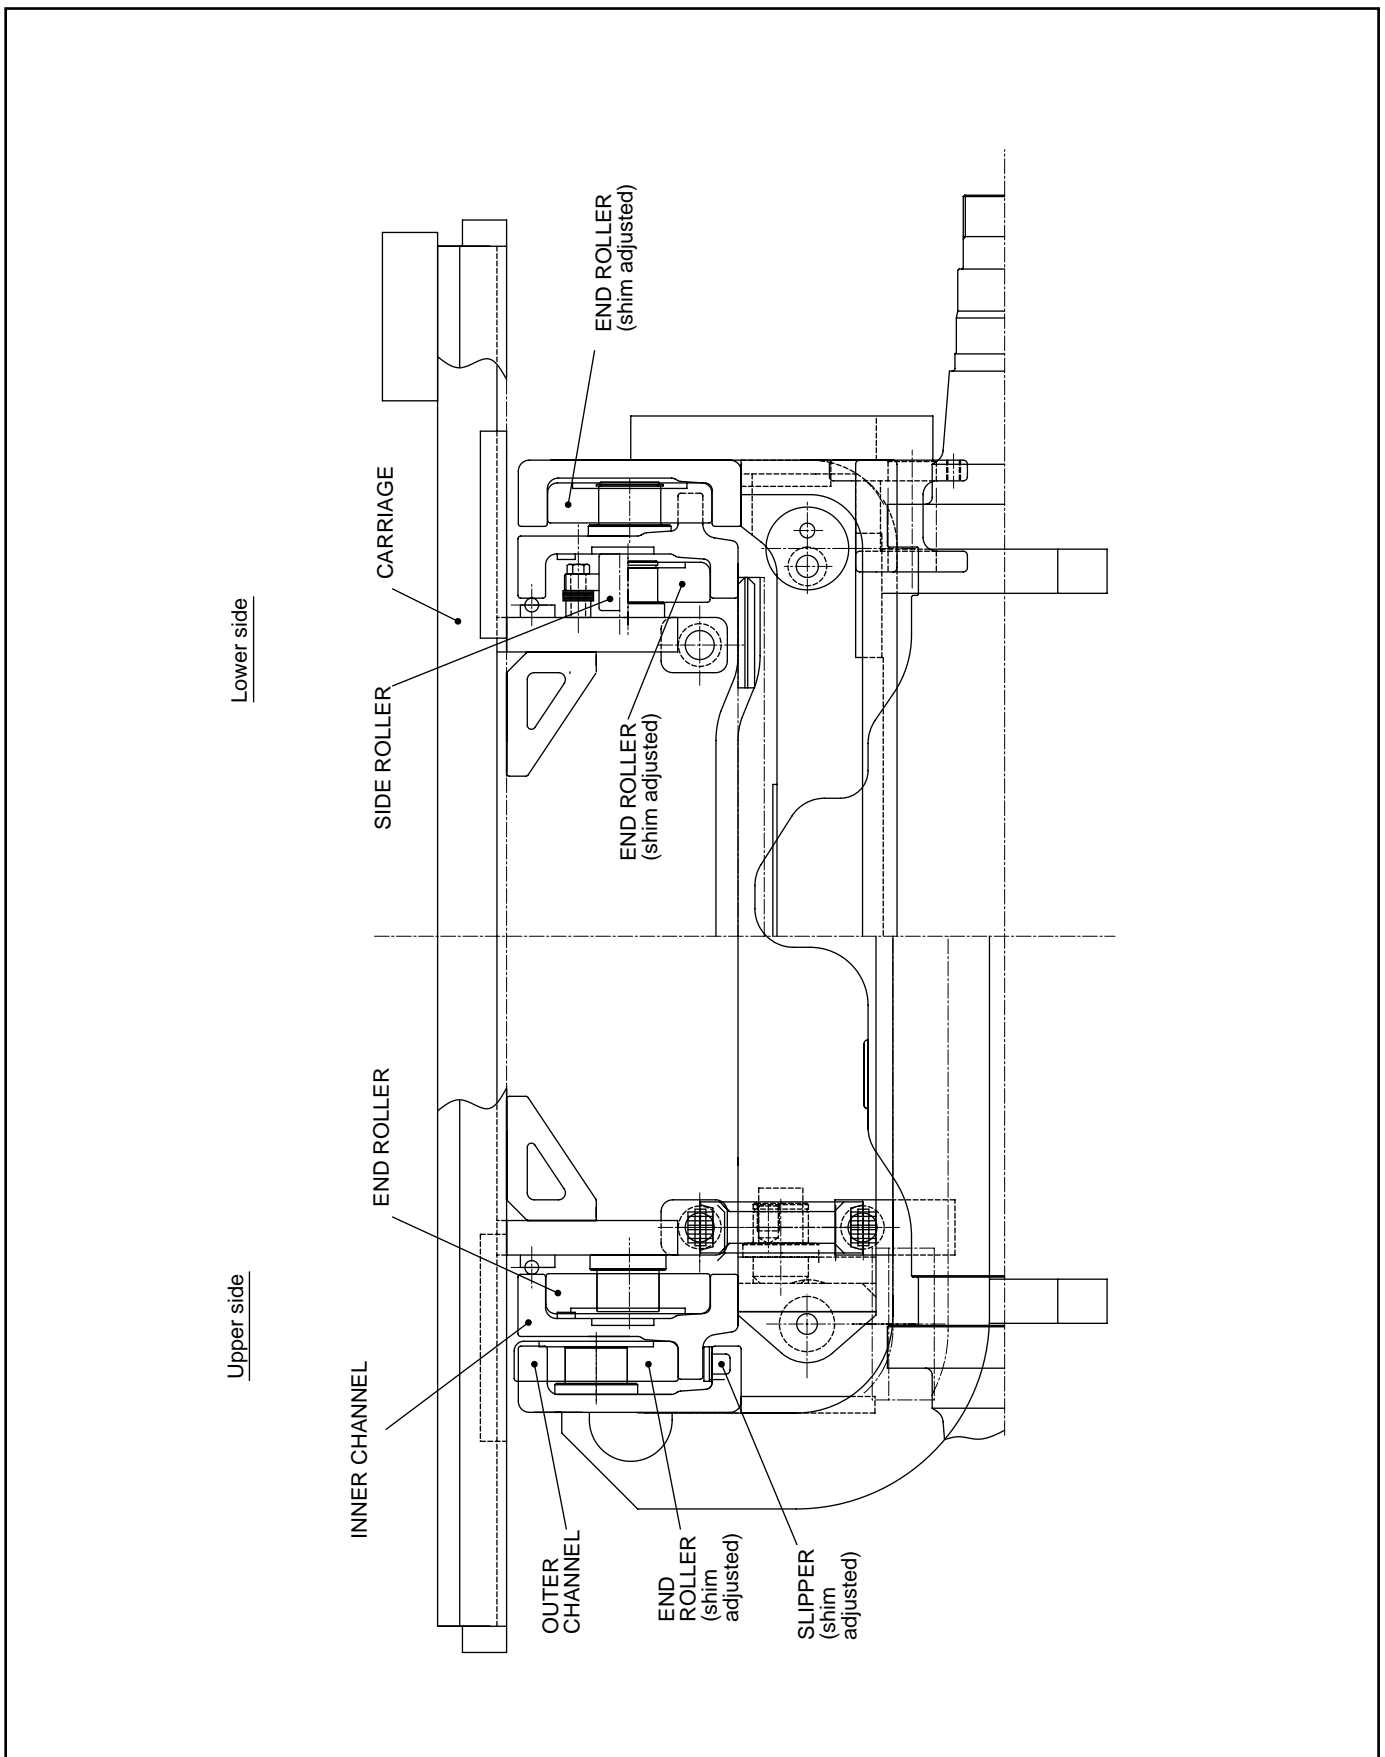 Upper side
Lower side
INNER CHANNEL
END ROLLER
SIDE ROLLER
CARRIAGE
OUTER
CHANNEL
END
ROLLER
(shim
adjusted)
SLIPPER
(shim
adjusted)
END ROLLER
(shim adjusted)
END ROLLER
(shim adjusted)